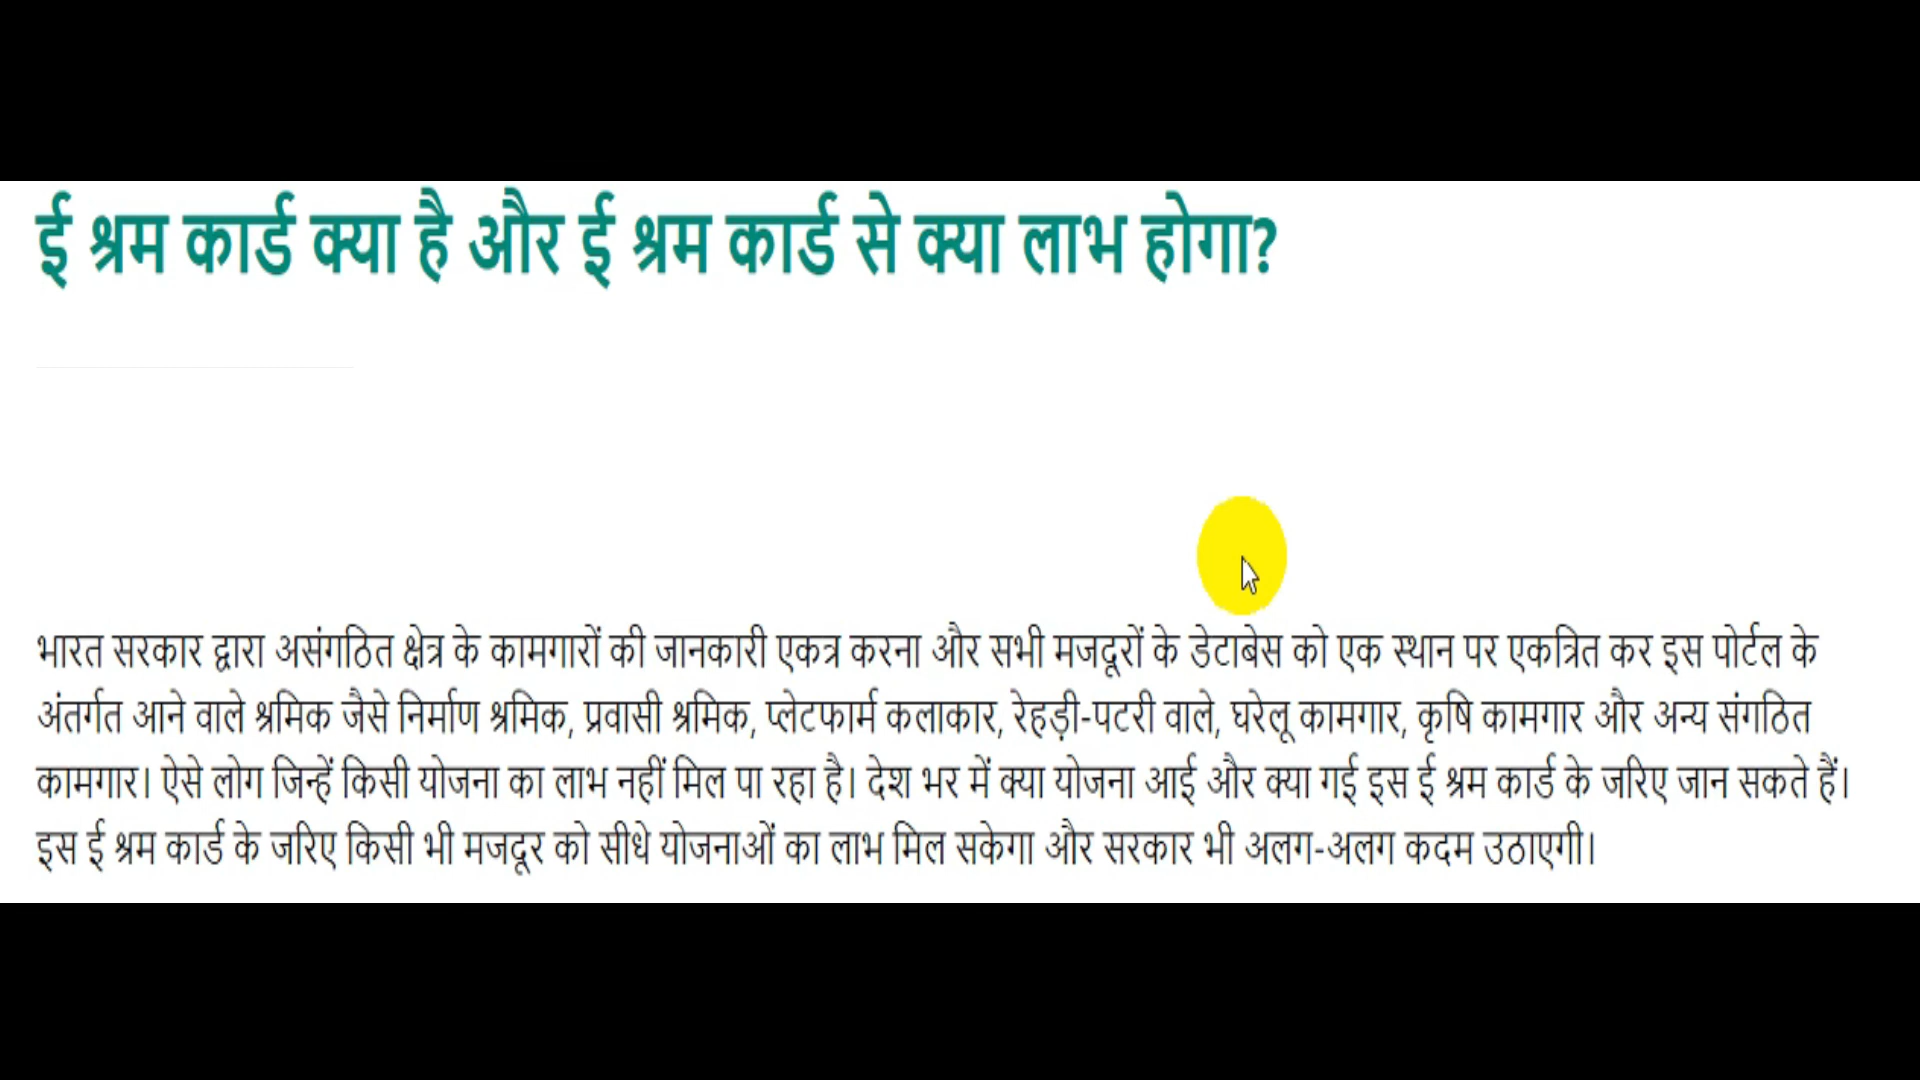 ई श्रम कार्ड क्या है और ई श्रम कार्ड से क्या लाभ होगा?
भारत सरकार द्वारा असंगठित क्षेत्र के कामगारों की जानकारी एकत्र करना और सभी मजदूरों के डेटाबेस को एक स्थान पर एकत्रित कर इस पोर्टल के
अंतर्गत आने वाले श्रमिक जैसे निर्माण श्रमिक, प्रवासी श्रमिक, प्लेटफार्म कलाकार, रेहड़ी-पटरी वाले, घरेलू कामगार, कृषि कामगार और अन्य संगठित
कामगार। ऐसे लोग जिन्हें किसी योजना का लाभ नहीं मिल पा रहा है। देश भर में क्या योजना आई और क्या गई इस ई श्रम कार्ड के जरिए जान सकते हैं।
इस ई श्रम कार्ड के जरिए किसी भी मजदूर को सीधे योजनाओं का लाभ मिल सकेगा और सरकार भी अलग-अलग कदम उठाएगी।